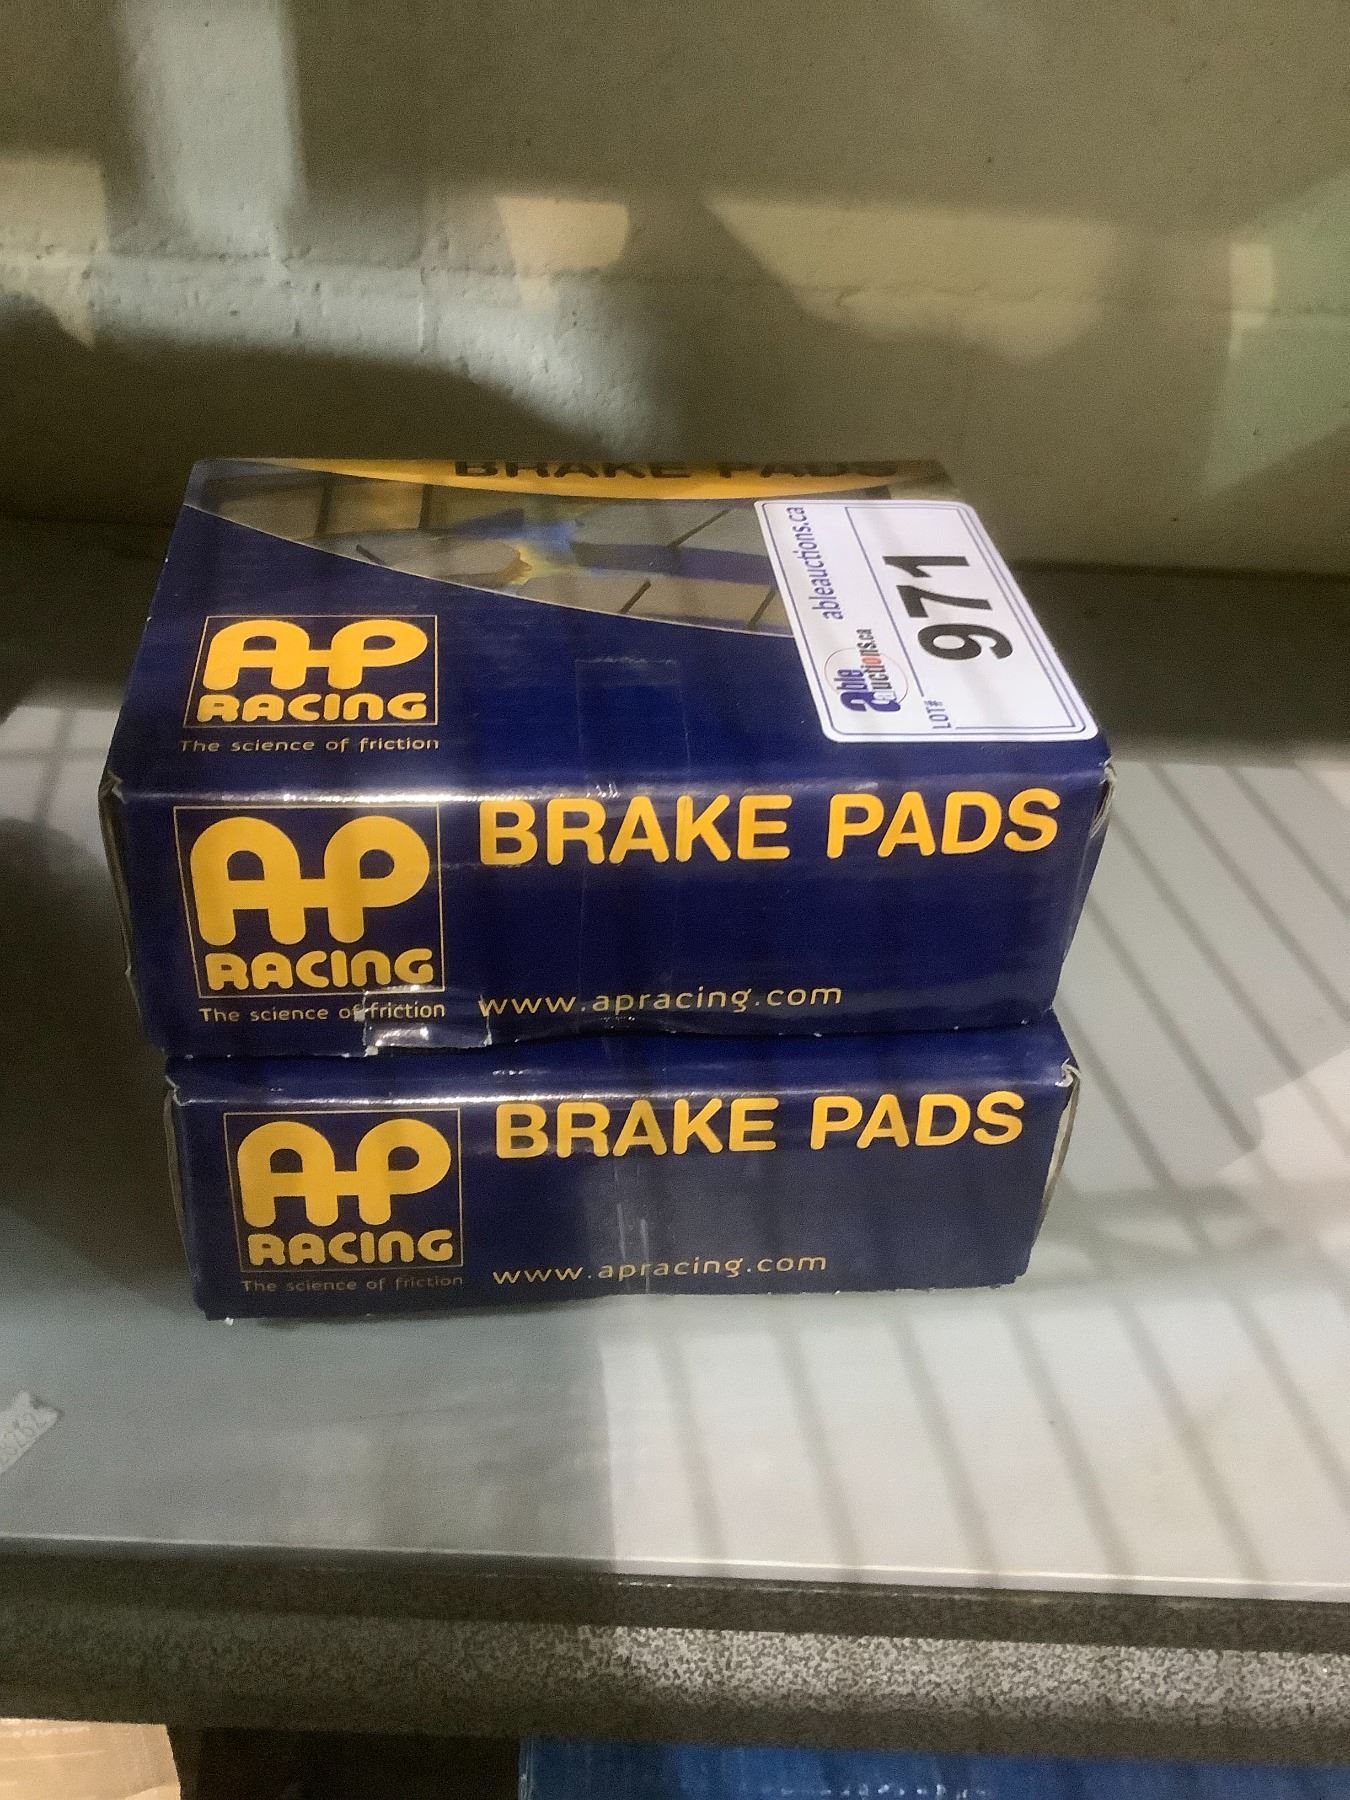 BRAKE PADS
AP
RACING
The science of friction
ableauctions.ca
able
auctions.ca
LOT#
971
AP
RACING
The science of friction
BRAKE PADS
www.apracing.com
AP
RACING
The science of friction
BRAKE PADS
www.apracing.com